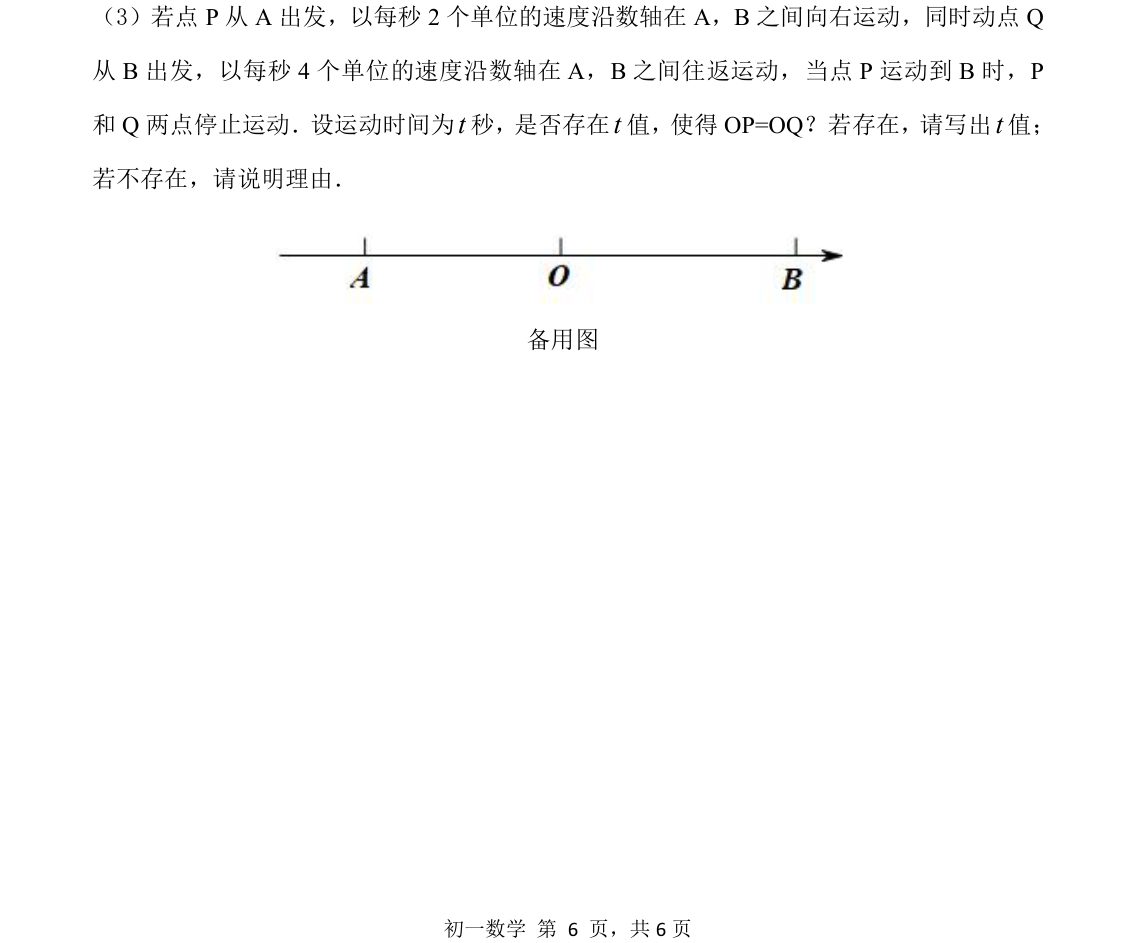 （3）若点 P 从 A 出发，以每秒 2 个单位的速度沿数轴在 A，B 之间向右运动，同时动点 Q
从 B 出发，以每秒 4 个单位的速度沿数轴在 A，B 之间往返运动，当点 P 运动到 B 时，P
和 Q 两点停止运动．设运动时间为 t 秒，是否存在 t 值，使得 OP=OQ？若存在，请写出 t 值；
若不存在，请说明理由．
A O B
备用图
初一数学 第 6 页，共 6 页